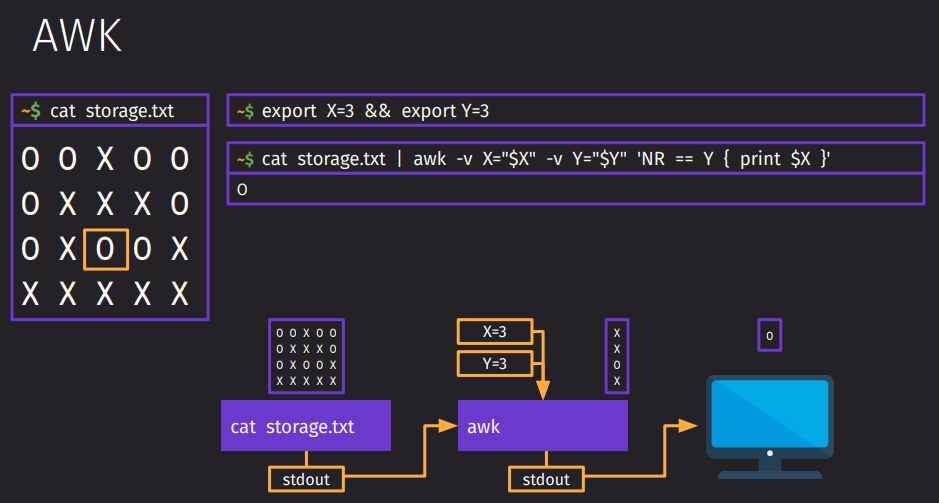 AWK
~$ cat storage.txt
O O X O O
O X X X O
O X O O X
X X X X X
~$ export X=3 && export Y=3
~$ cat storage.txt | awk -v X="$X" -v Y="$Y" 'NR == Y { print $X }'
O
O O X O O
O X X X O
O X O O X
X X X X X
cat storage.txt
stdout
X=3
Y=3
X
X
O
X
awk
stdout
O